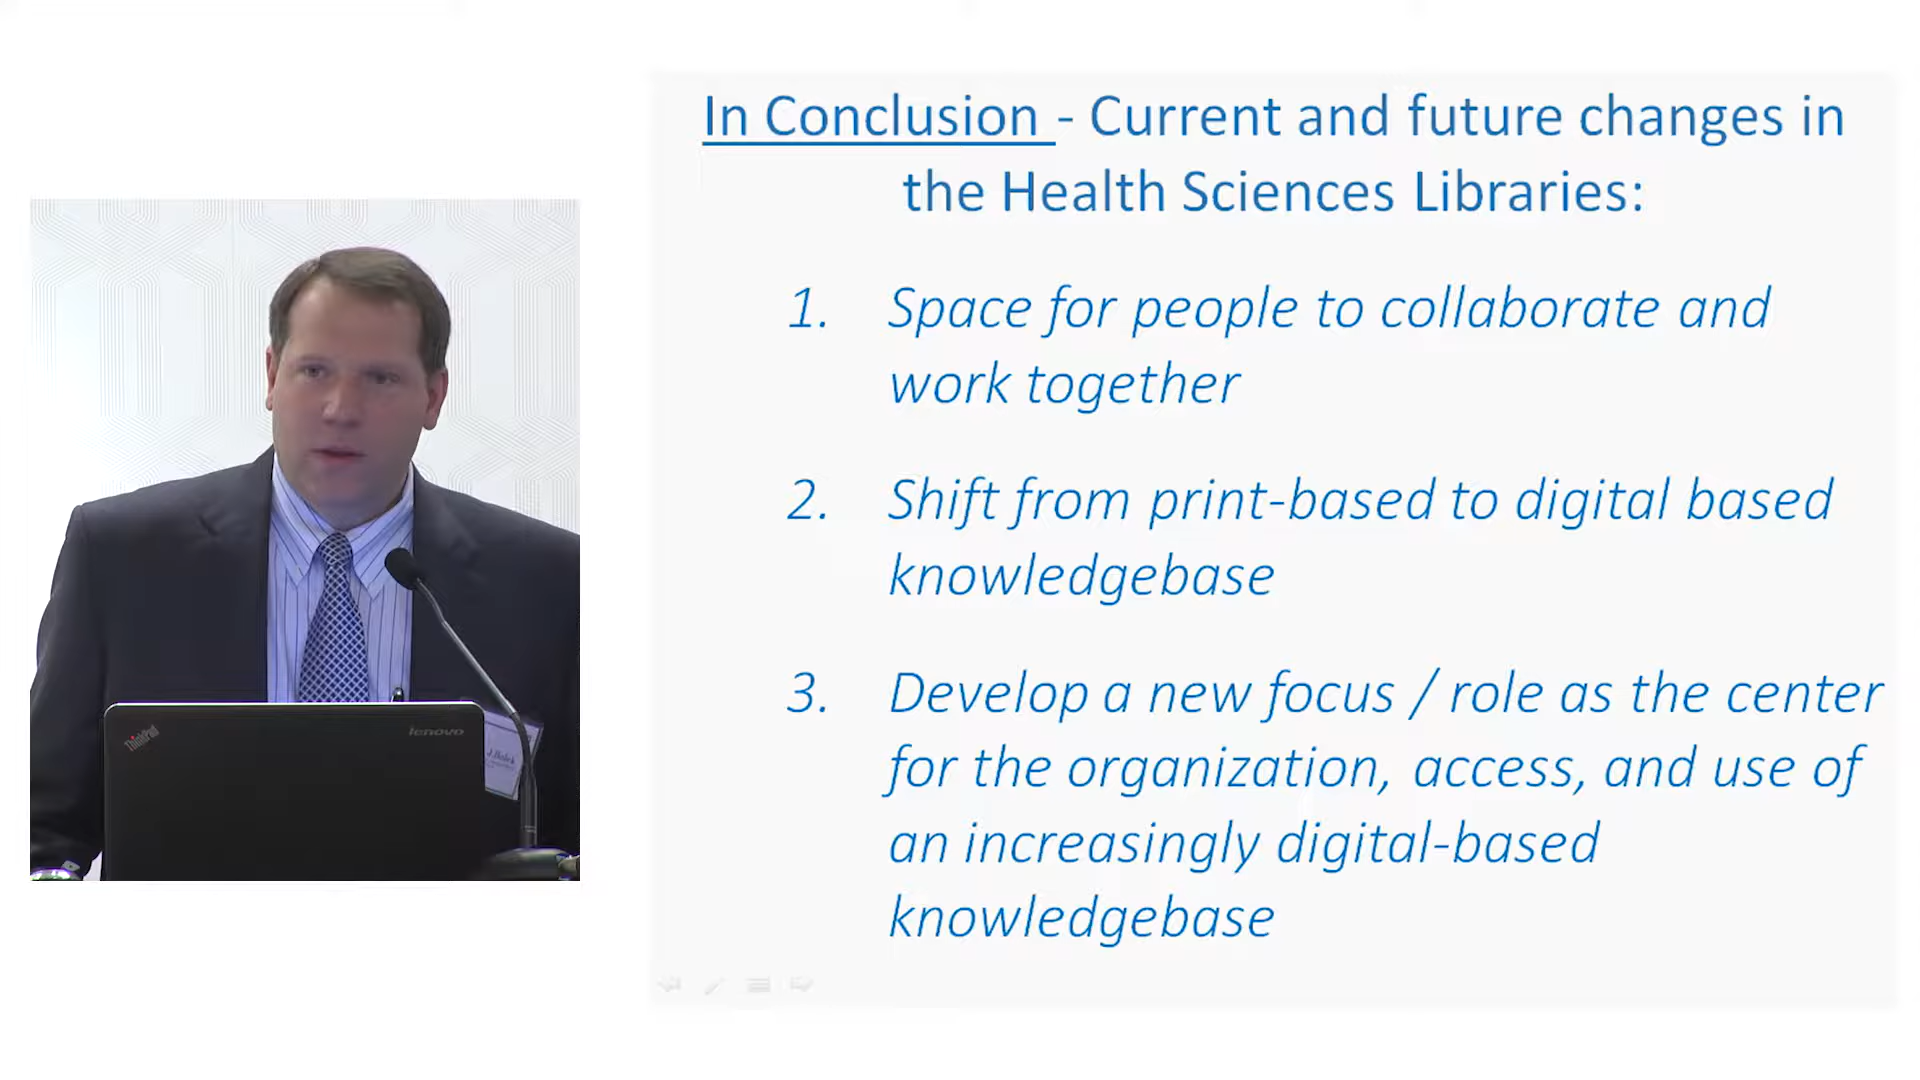 In Conclusion - Current and future changes in
the Health Sciences Libraries:
1. Space for people to collaborate and
work together
2. Shift from print-based to digital based
knowledgebase
3. Develop a new focus / role as the center
for the organization, access, and use of
an increasingly digital-based
knowledgebase
ThinkPad
lenovo